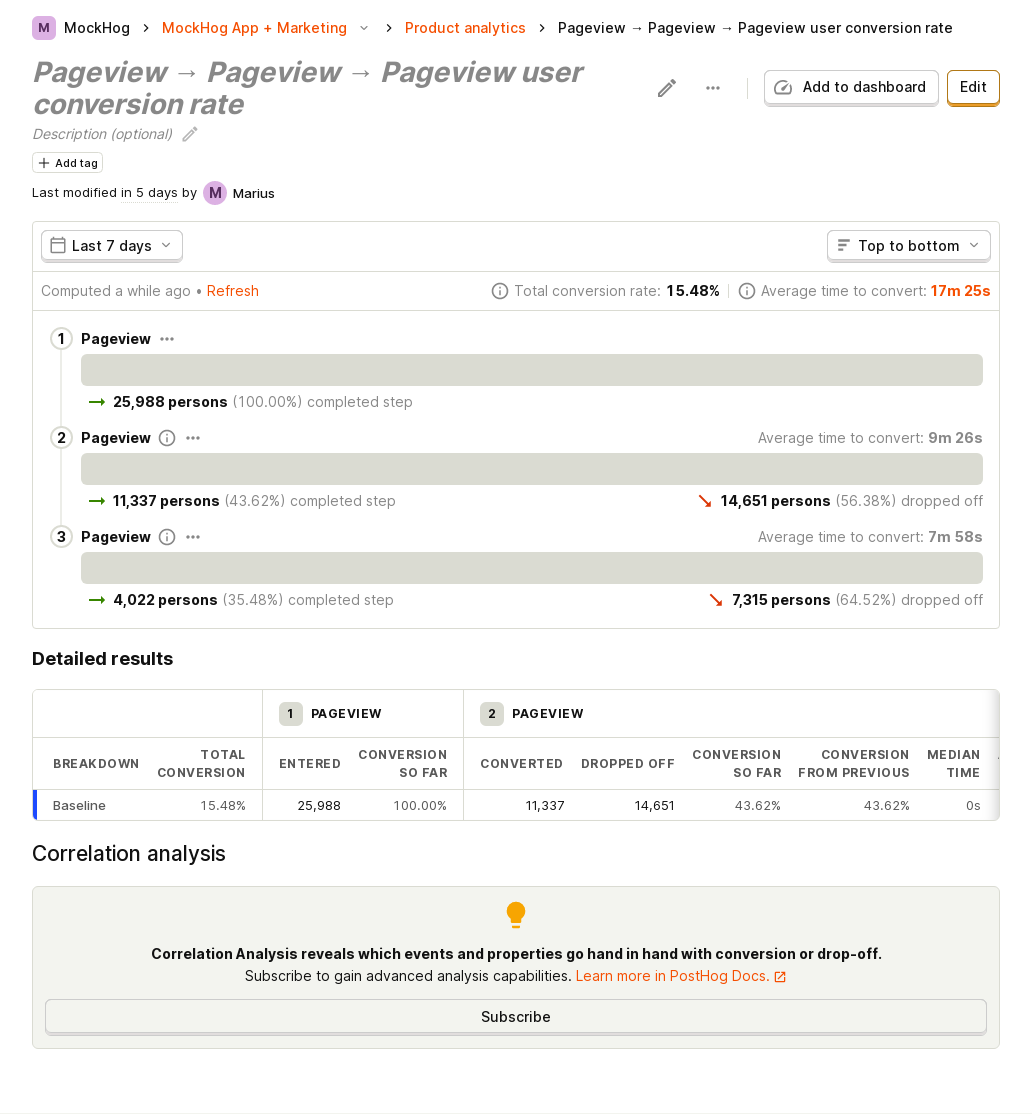 M MockHog > MockHog App + Marketing > Product analytics > Pageview → Pageview → Pageview user conversion rate
Pageview → Pageview → Pageview user
conversion rate
Add to dashboard
Edit
Description (optional)
Add tag
Last modified in 5 days by M Marius
Last 7 days
Top to bottom
Computed a while ago • Refresh
Total conversion rate: 15.48%
Average time to convert: 17m 25s
1 Pageview
25,988 persons (100.00%) completed step
2 Pageview
Average time to convert: 9m 26s
11,337 persons (43.62%) completed step
14,651 persons (56.38%) dropped off
3 Pageview
Average time to convert: 7m 58s
4,022 persons (35.48%) completed step
7,315 persons (64.52%) dropped off
Detailed results
1 PAGEVIEW
2 PAGEVIEW
BREAKDOWN
TOTAL
CONVERSION
ENTERED
CONVERSION
SO FAR
CONVERTED
DROPPED OFF
CONVERSION
SO FAR
CONVERSION
FROM PREVIOUS
MEDIAN
TIME
Baseline 15.48% 25,988 100.00% 11,337 14,651 43.62% 43.62% 0s
Correlation analysis
Correlation Analysis reveals which events and properties go hand in hand with conversion or drop-off.
Subscribe to gain advanced analysis capabilities. Learn more in PostHog Docs.
Subscribe